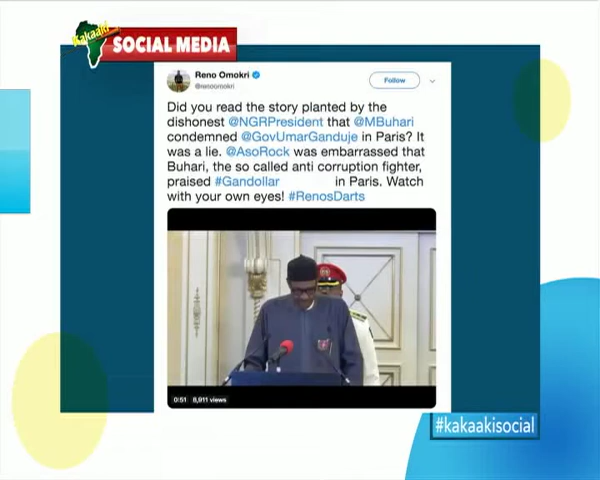 Kakaaki
SOCIAL MEDIA
Reno Omokri
@renoomokri
Follow
Did you read the story planted by the
dishonest @NGRPresident that @MBuhari
condemned @GovUmarGanduje in Paris? It
was a lie. @AsoRock was embarrassed that
Buhari, the so called anti corruption fighter,
praised #Gandollar in Paris. Watch
with your own eyes! #RenosDarts
0:51 8,911 views
#kakaakisocial